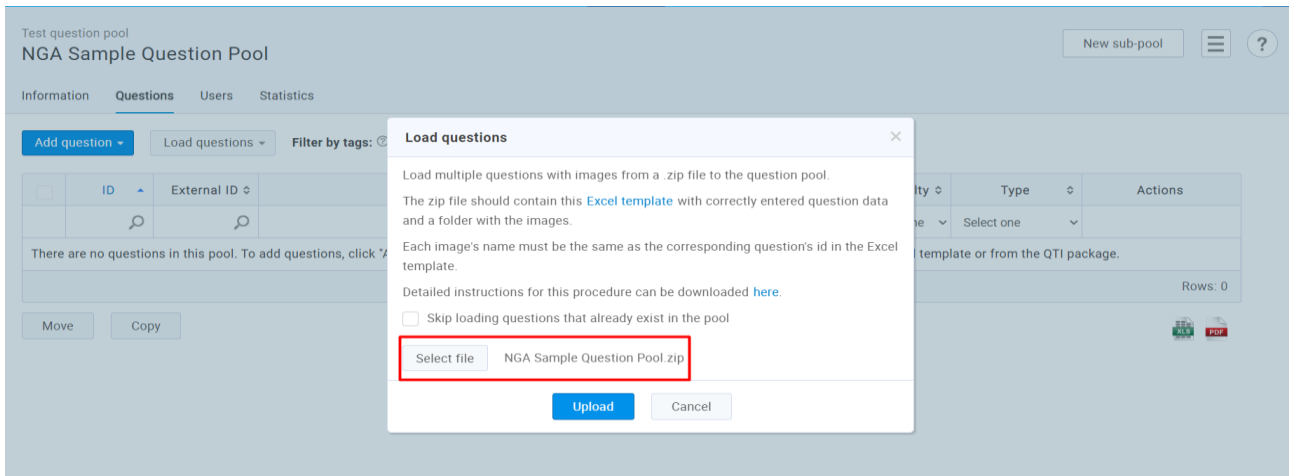 Test question pool
NGA Sample Question Pool
New sub-pool
?
Information Questions Users Statistics
Add question Load questions Filter by tags:
Load questions
ID External ID Type Actions
Select one
There are no questions in this pool. To add questions, click template or from the QTI package.
Rows: 0
Move Copy
XLS PDF
Load multiple questions with images from a .zip file to the question pool.
The zip file should contain this Excel template with correctly entered question data
and a folder with the images.
Each image's name must be the same as the corresponding question's id in the Excel
template.
Detailed instructions for this procedure can be downloaded here.
Skip loading questions that already exist in the pool
Select file NGA Sample Question Pool.zip
Upload Cancel